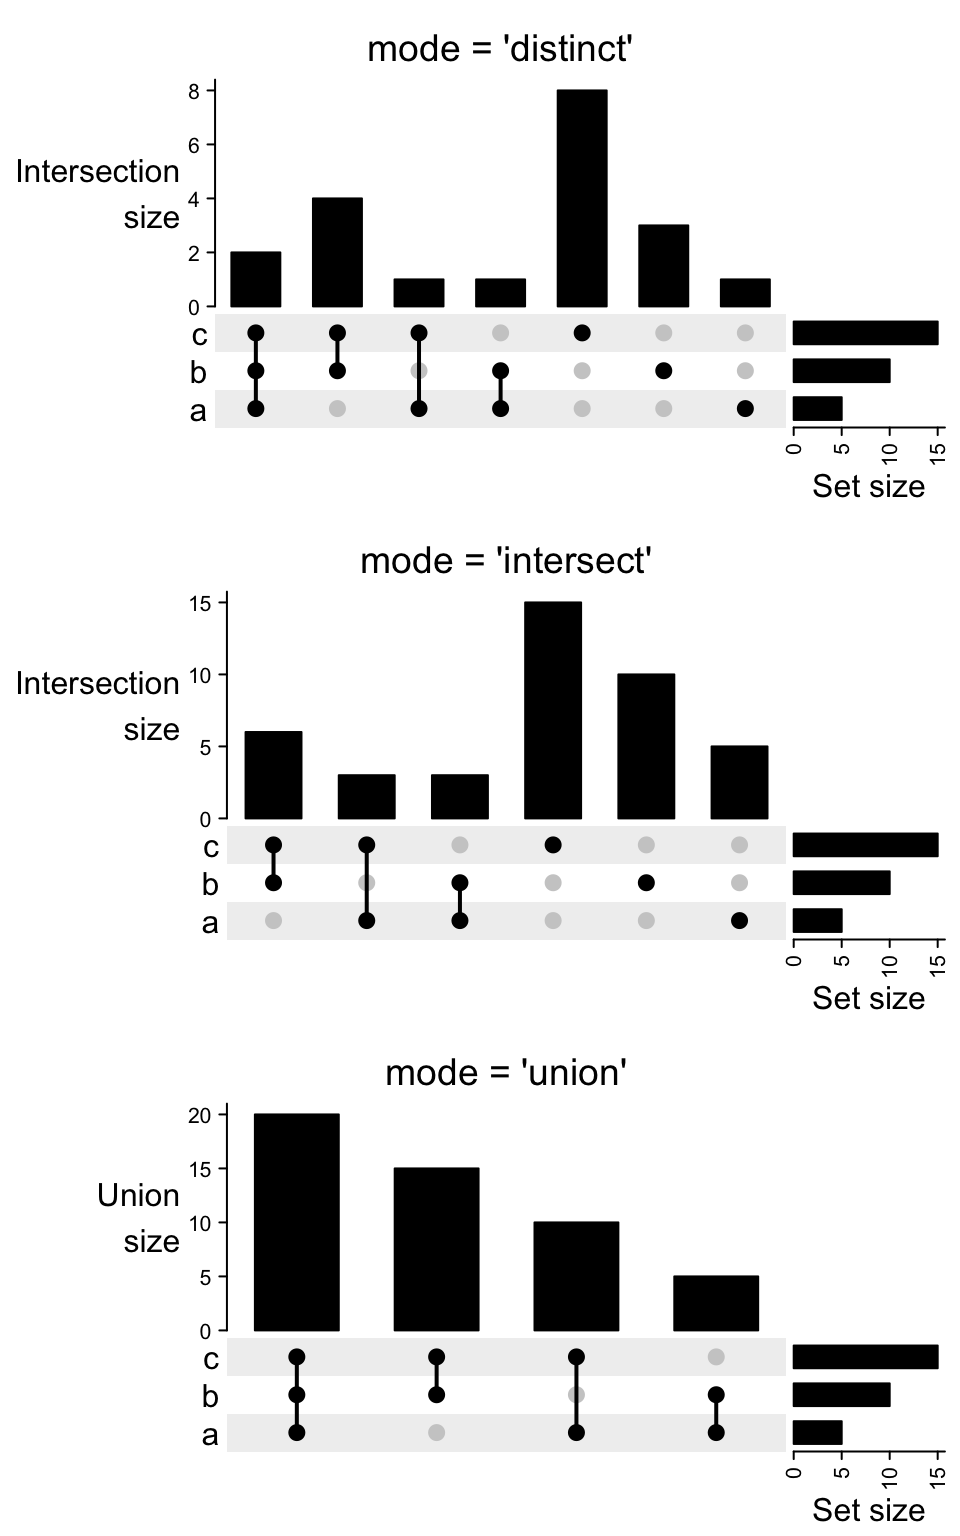 mode = 'distinct'
8
6
Intersection
size
4
2
0
c
b
a
0 5 10 15
Set size
mode = 'intersect'
15
Intersection
size
10
5
0
c
b
a
0 5 10 15
Set size
mode = 'union'
20
15
Union
size
10
5
0
c
b
a
0 5 10 15
Set size